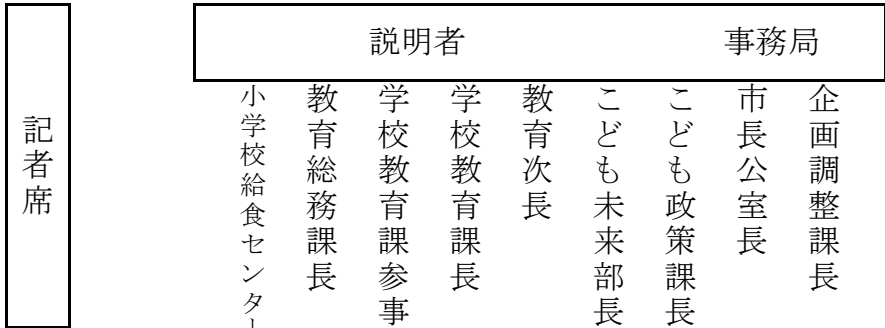 説明者
事務局
企画調整課長
市長公室長
こども政策課長
こども未来部長
教育次長
学校教育課長
学校教育課参事
教育総務課長
小学校給食センター
記者席